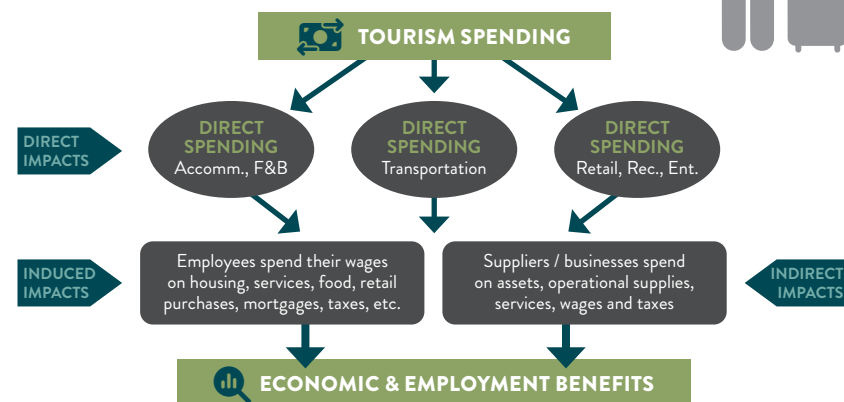 TOURISM SPENDING
DIRECT
IMPACTS
DIRECT
SPENDING
Accomm., F&B
DIRECT
SPENDING
Transportation
DIRECT
SPENDING
Retail, Rec., Ent.
INDUCED
IMPACTS
Employees spend their wages
on housing, services, food, retail
purchases, mortgages, taxes, etc.
Suppliers / businesses spend
on assets, operational supplies,
services, wages and taxes
INDIRECT
IMPACTS
ECONOMIC & EMPLOYMENT BENEFITS